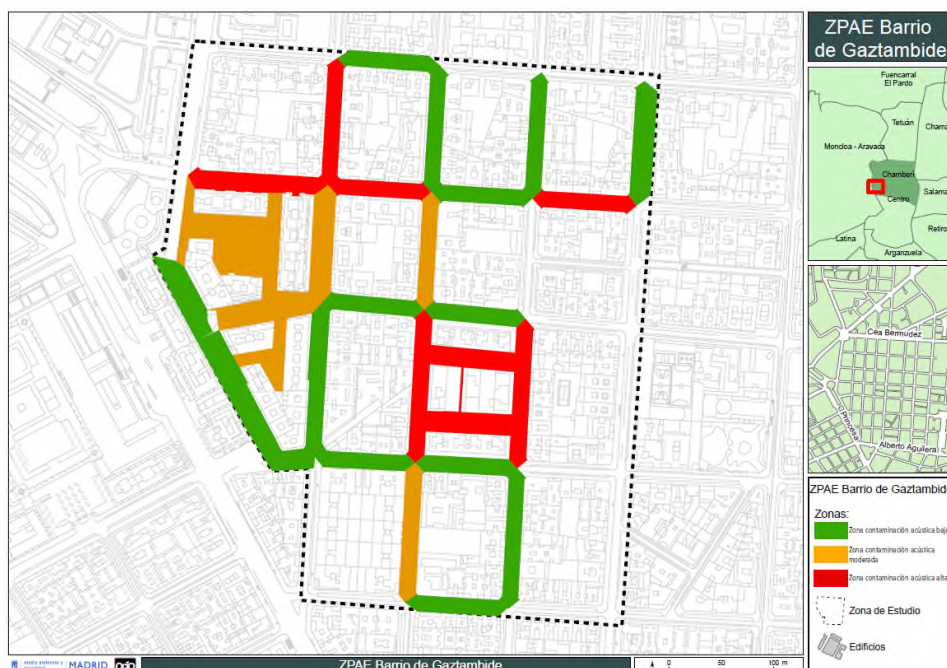 ZPAE Barrio
de Gaztambide
Fuencarral
El Pardo
Tetuán
Chama
Moncloa - Aravaca
Chamberí
Salama
Centro
Retiro
Latina
Arganzuela
Cea Bermudez
C Princesa
Alberto Aguilera
ZPAE Barrio de Gaztambide
Zonas:
Zona contaminación acústica baja
Zona contaminación acústica
moderada
Zona contaminación acústica alta
Zona de Estudio
Edificios
MADRID
ZPAE Barrio de Gaztambide
0 50 100 m